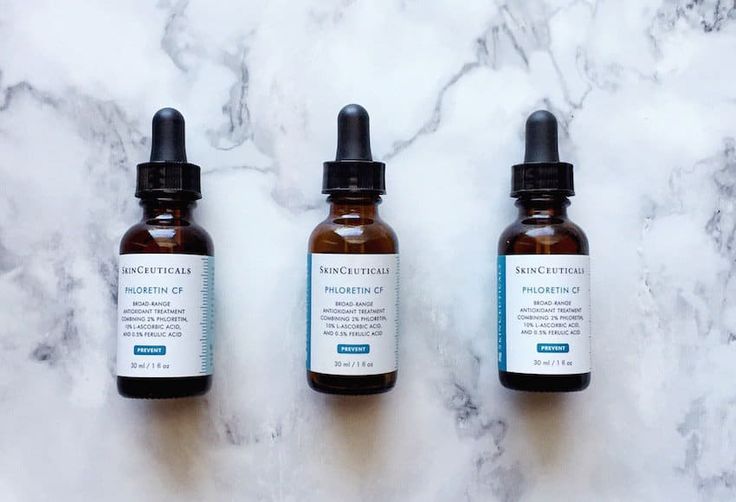 SKINCEUTICALS
PHLORETIN CF
BROAD-RANGE
ANTIOXIDANT TREATMENT
COMBINING 2% PHLORETIN,
10% L-ASCORBIC ACID,
AND 0.5% FERULIC ACID
PREVENT
30 ml / 1 fl oz
SKINCEUTICALS
PHLORETIN CF
BROAD-RANGE
ANTIOXIDANT TREATMENT
COMBINING 2% PHLORETIN,
10% L-ASCORBIC ACID,
AND 0.5% FERULIC ACID
PREVENT
30 ml / 1 fl oz
SKINCEUTICALS
SKINCEUTICALS
PHLORETIN CF
BROAD-RANGE
ANTIOXIDANT TREATMENT
COMBINING 2% PHLORETIN,
10% L-ASCORBIC ACID,
AND 0.5% FERULIC ACID
PREVENT
30 ml / 1 fl oz